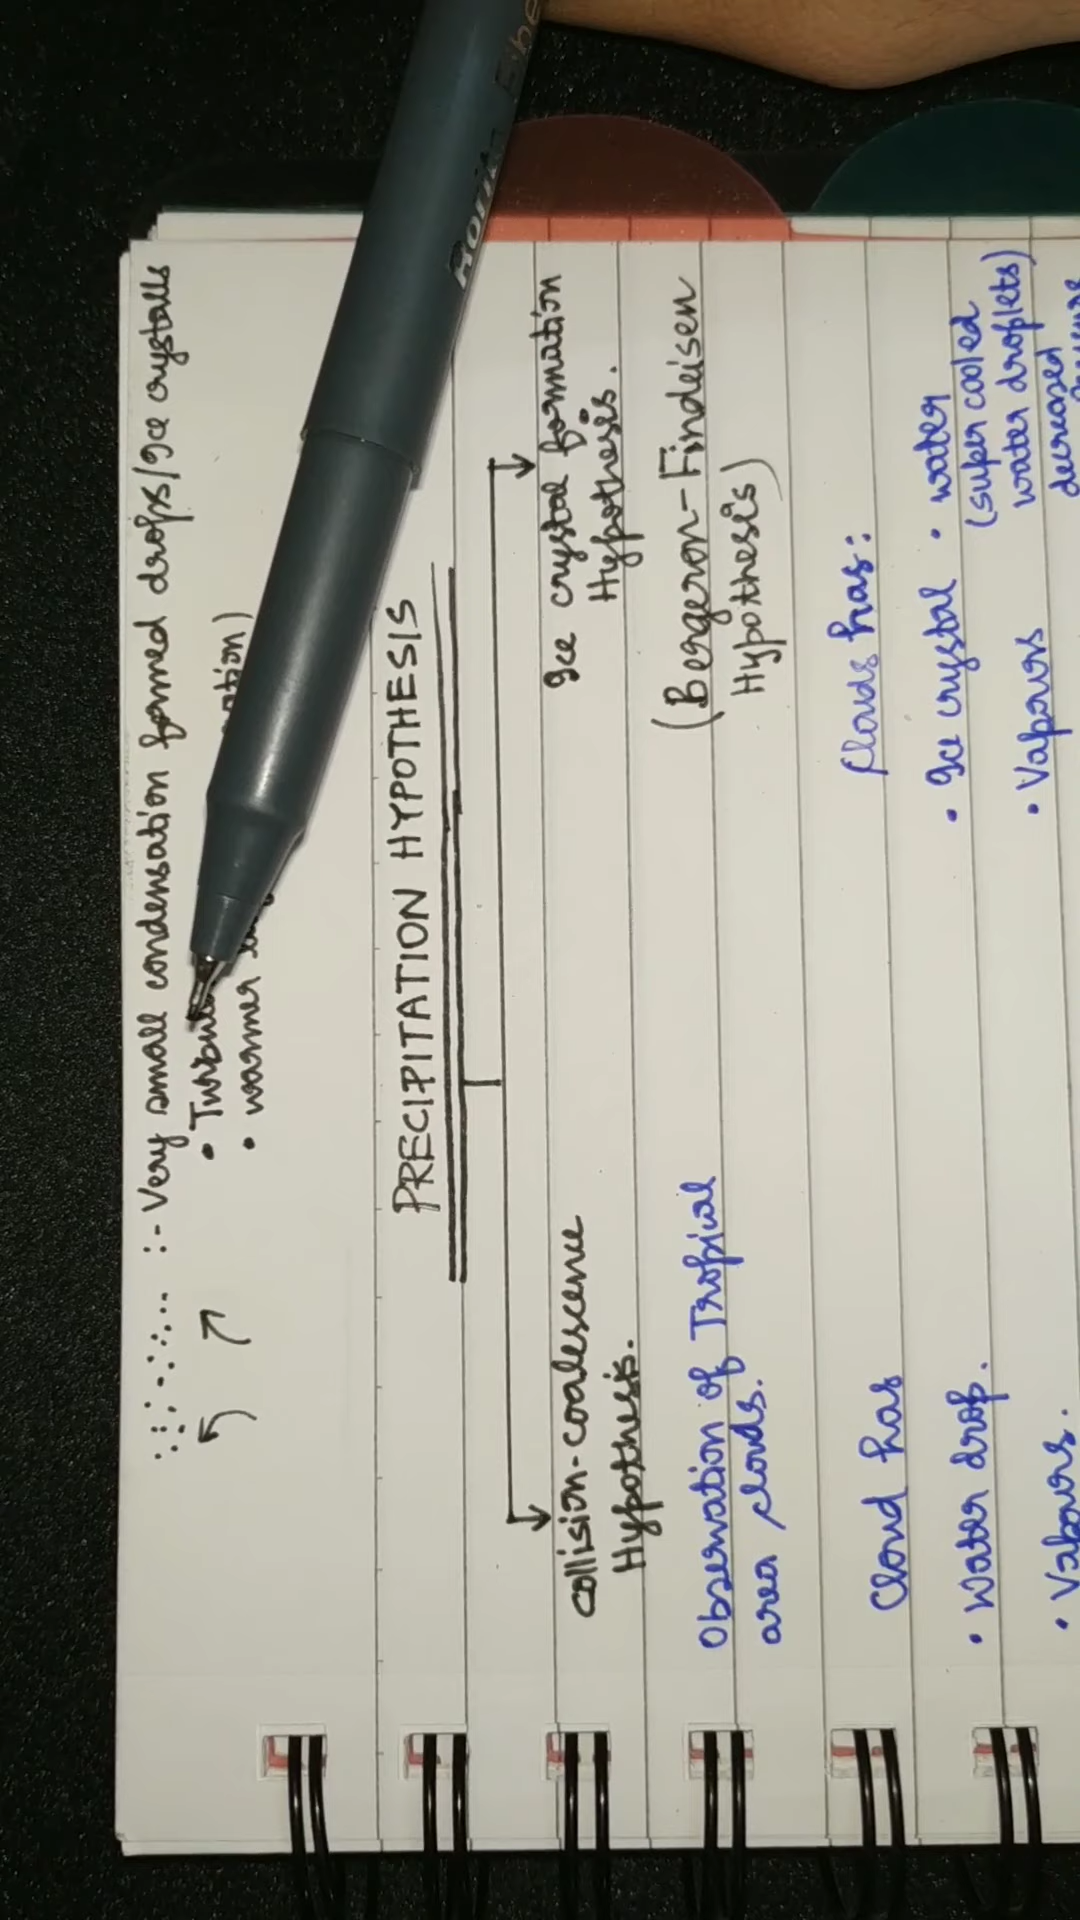 :- Very small condensation formed drops/Ice crystalls
• warmer
PRECIPITATION HYPOTHESIS
collision-coalescence
Hypothesis.
Observation of Tropical
area clouds.
Cloud has
• Water drop.
• Vapours.
Ice crystal formation
Hypothesis.
(Bergeron-Findeisen
Hypothesis)
Clouds has:
• Ice crystal
• Vapours
• water
(super cooled
water droplets)
decreased
Rorito